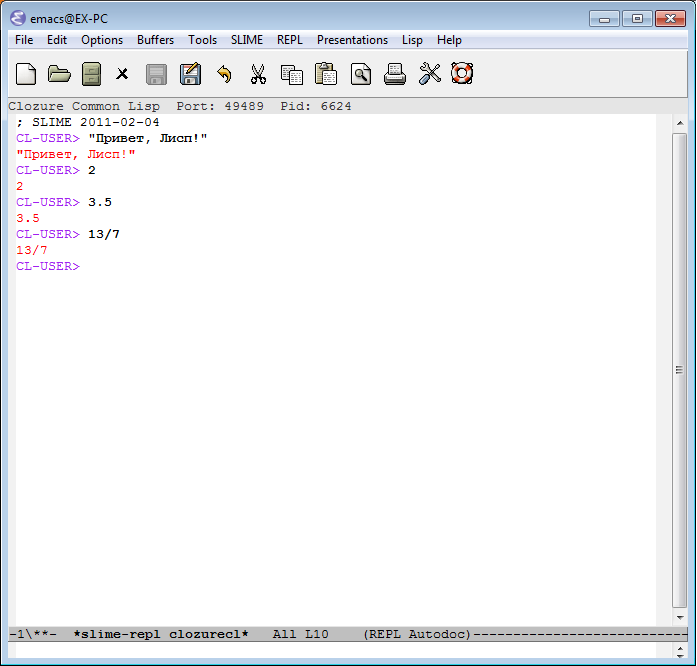 emacs@EX-PC
File Edit Options Buffers Tools SLIME REPL Presentations Lisp Help
Clozure Common Lisp  Port: 49489  Pid: 6624
; SLIME 2011-02-04
CL-USER> "Привет, Лисп!"
"Привет, Лисп!"
CL-USER> 2
2
CL-USER> 3.5
3.5
CL-USER> 13/7
13/7
CL-USER>
-1\**-  *slime-repl clozurecl*   All L10    (REPL Autodoc)---------------------------